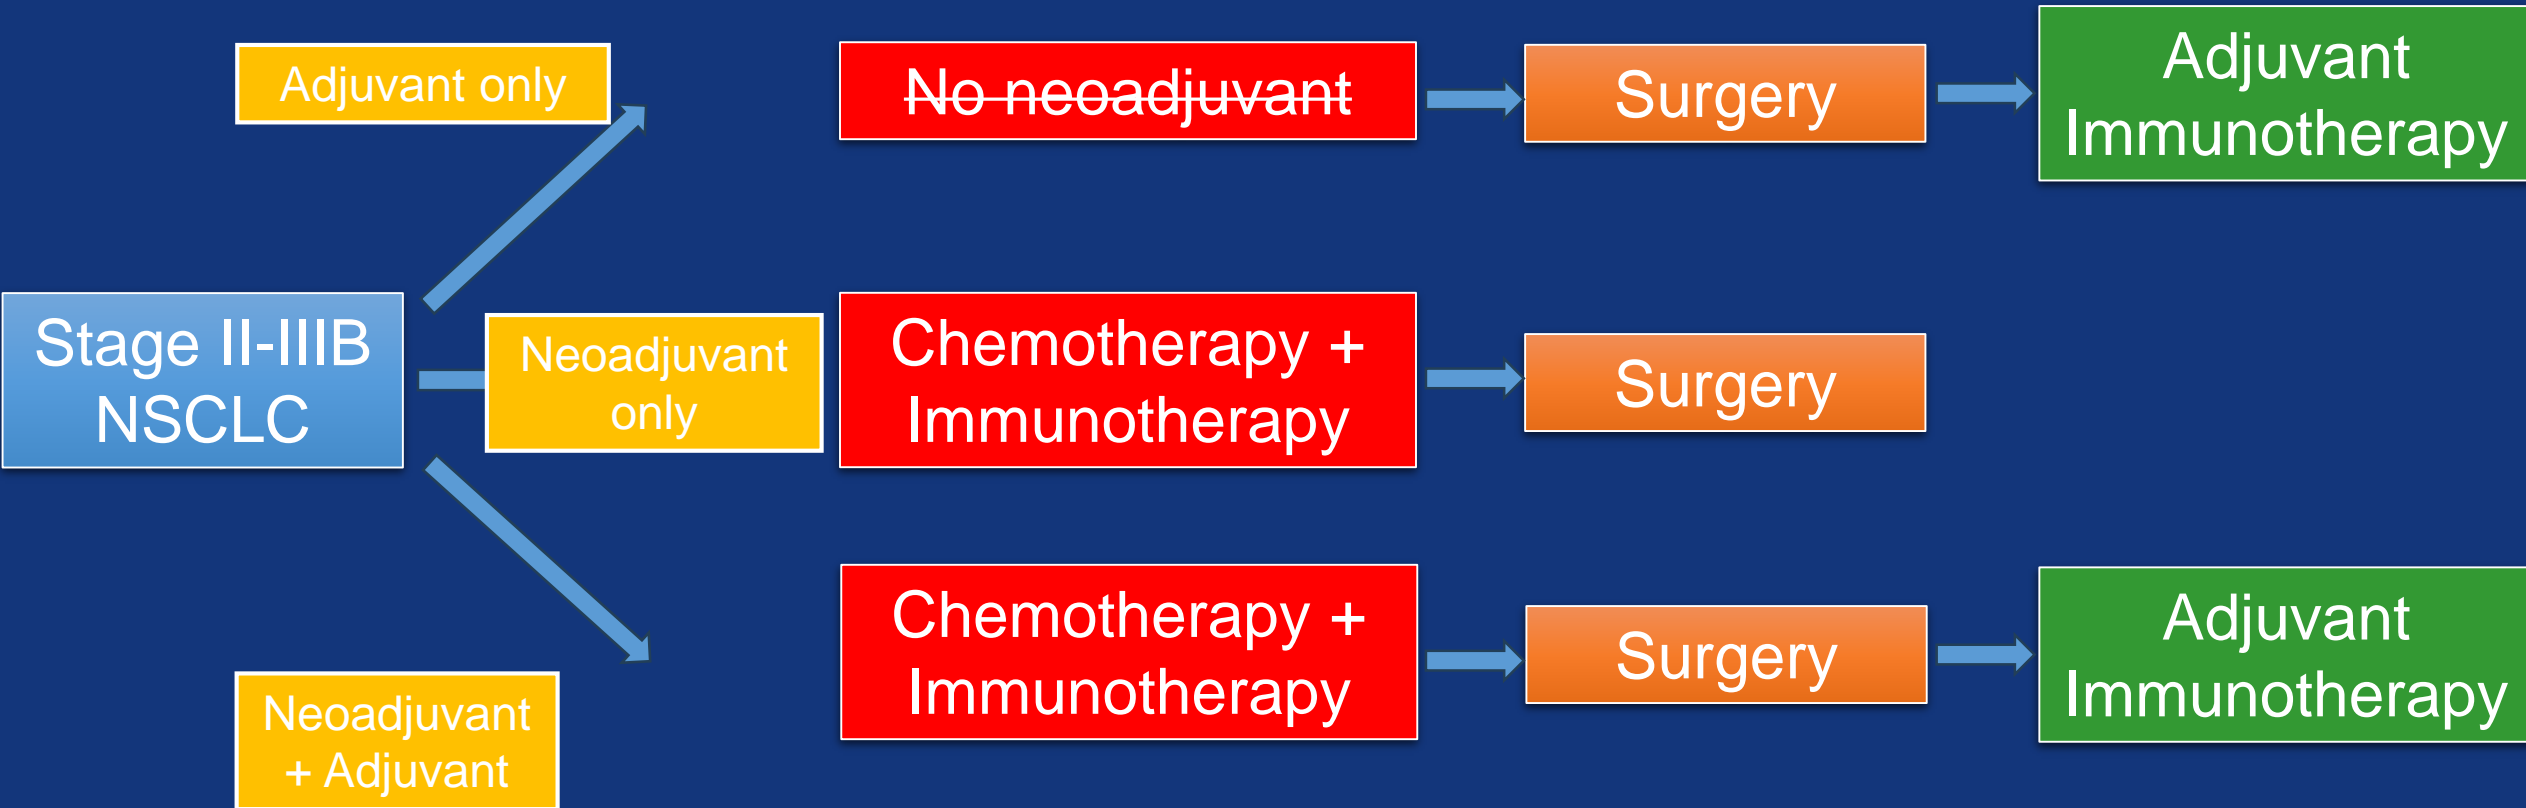 Adjuvant only
No neoadjuvant
Surgery
Adjuvant
Immunotherapy
Stage II-IIIB
NSCLC
Neoadjuvant
only
Chemotherapy +
Immunotherapy
Surgery
Neoadjuvant
+ Adjuvant
Chemotherapy +
Immunotherapy
Surgery
Adjuvant
Immunotherapy